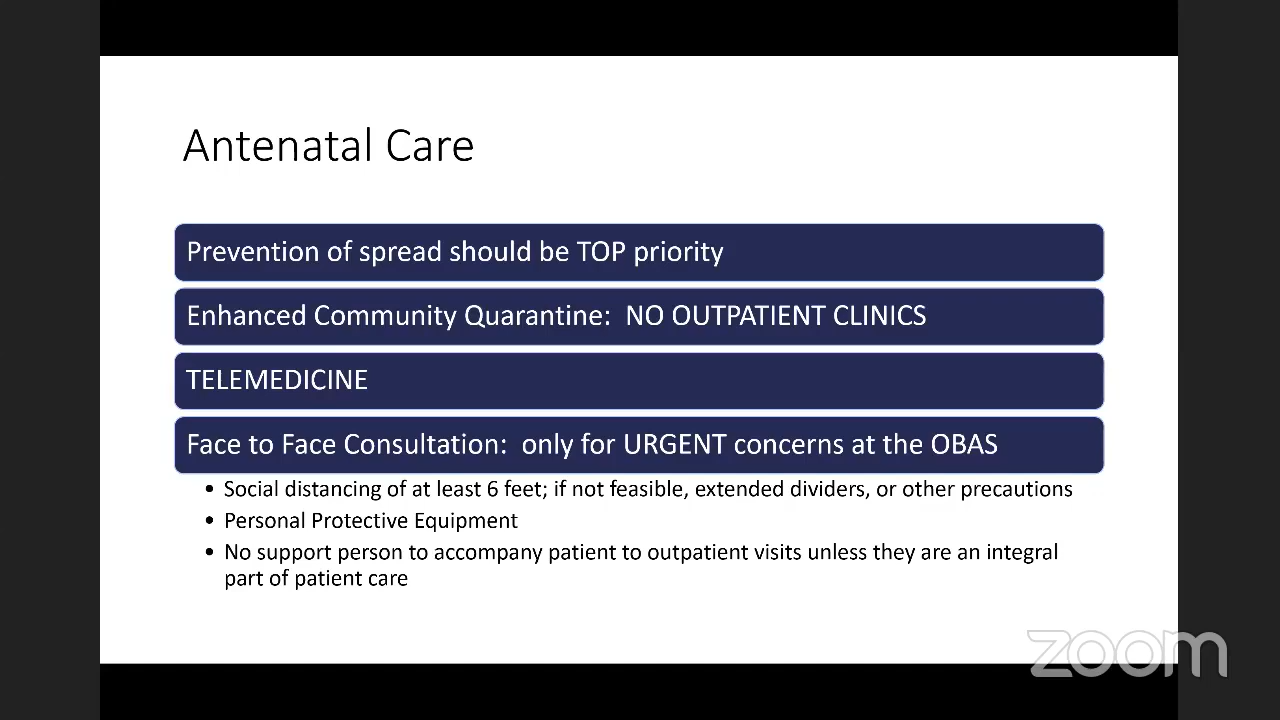 Antenatal Care
Prevention of spread should be TOP priority
Enhanced Community Quarantine:  NO OUTPATIENT CLINICS
TELEMEDICINE
Face to Face Consultation:  only for URGENT concerns at the OBAS
• Social distancing of at least 6 feet; if not feasible, extended dividers, or other precautions
• Personal Protective Equipment
• No support person to accompany patient to outpatient visits unless they are an integral
part of patient care
zoom